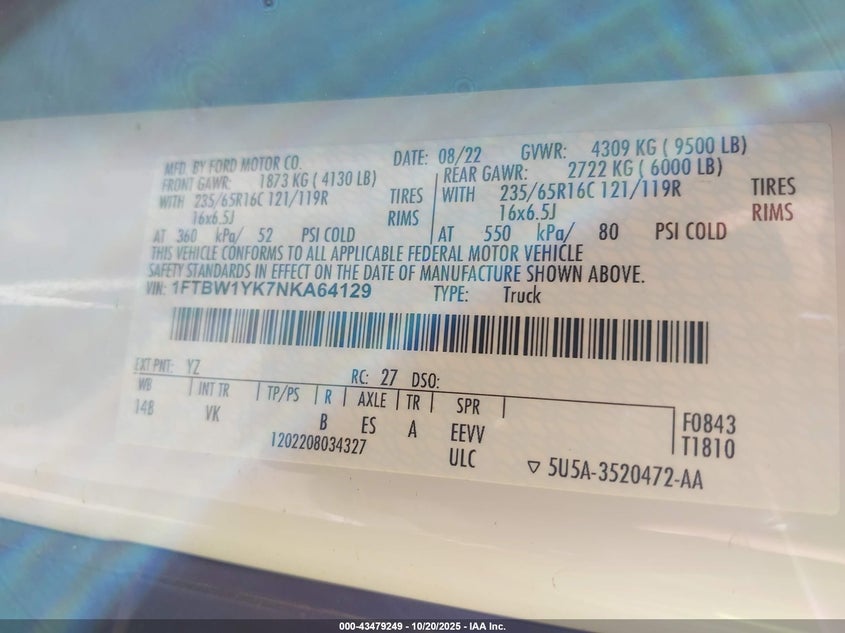 MFD. BY FORD MOTOR CO. DATE: 08/22 GVWR: 4309 KG ( 9500 LB)
FRONT GAWR: 1873 KG ( 4130 LB) REAR GAWR: 2722 KG ( 6000 LB)
WITH 235/65R16C 121/119R TIRES WITH 235/65R16C 121/119R TIRES
16x6.5J RIMS 16x6.5J RIMS
AT 360 kPa/ 52 PSI COLD AT 550 kPa/ 80 PSI COLD
THIS VEHICLE CONFORMS TO ALL APPLICABLE FEDERAL MOTOR VEHICLE
SAFETY STANDARDS IN EFFECT ON THE DATE OF MANUFACTURE SHOWN ABOVE.
VIN: 1FTBW1YK7NKA64129 TYPE: Truck
EXT PNT: YZ RC: 27 DSO:
WB INT TR TP/PS R AXLE TR SPR
148 VK B ES A EEVV F0843
1202208034327 ULC T1810
▽ 5U5A-3520472-AA
000-43479249 - 10/20/2025 - IAA Inc.